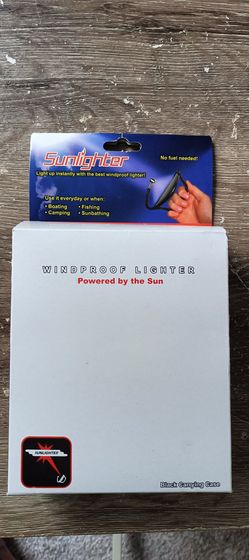 Sunlighter
Light up instantly with the best windproof lighter!
No fuel needed!
Use it everyday or when:
• Boating • Fishing
• Camping • Sunbathing
WINDPROOF LIGHTER
Powered by the Sun
SUNLIGHTER
Black Carrying Case